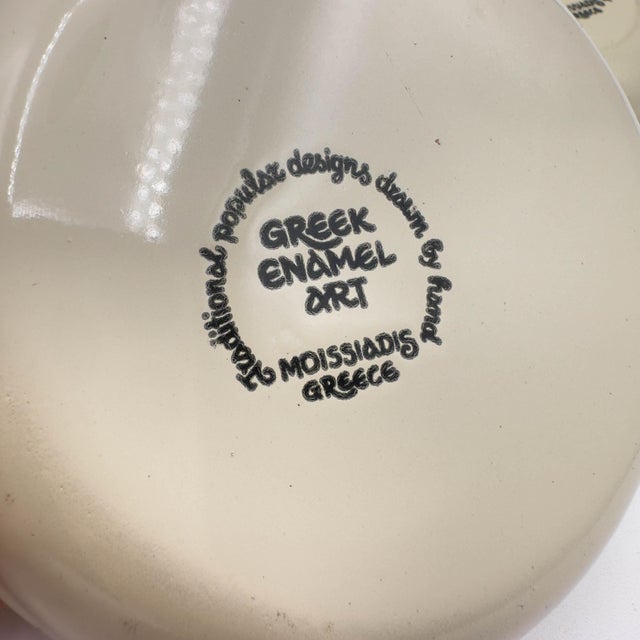 traditional popular designs drawn by hand
GREEK
ENAMEL
ART
MOISSIADIS
GREECE